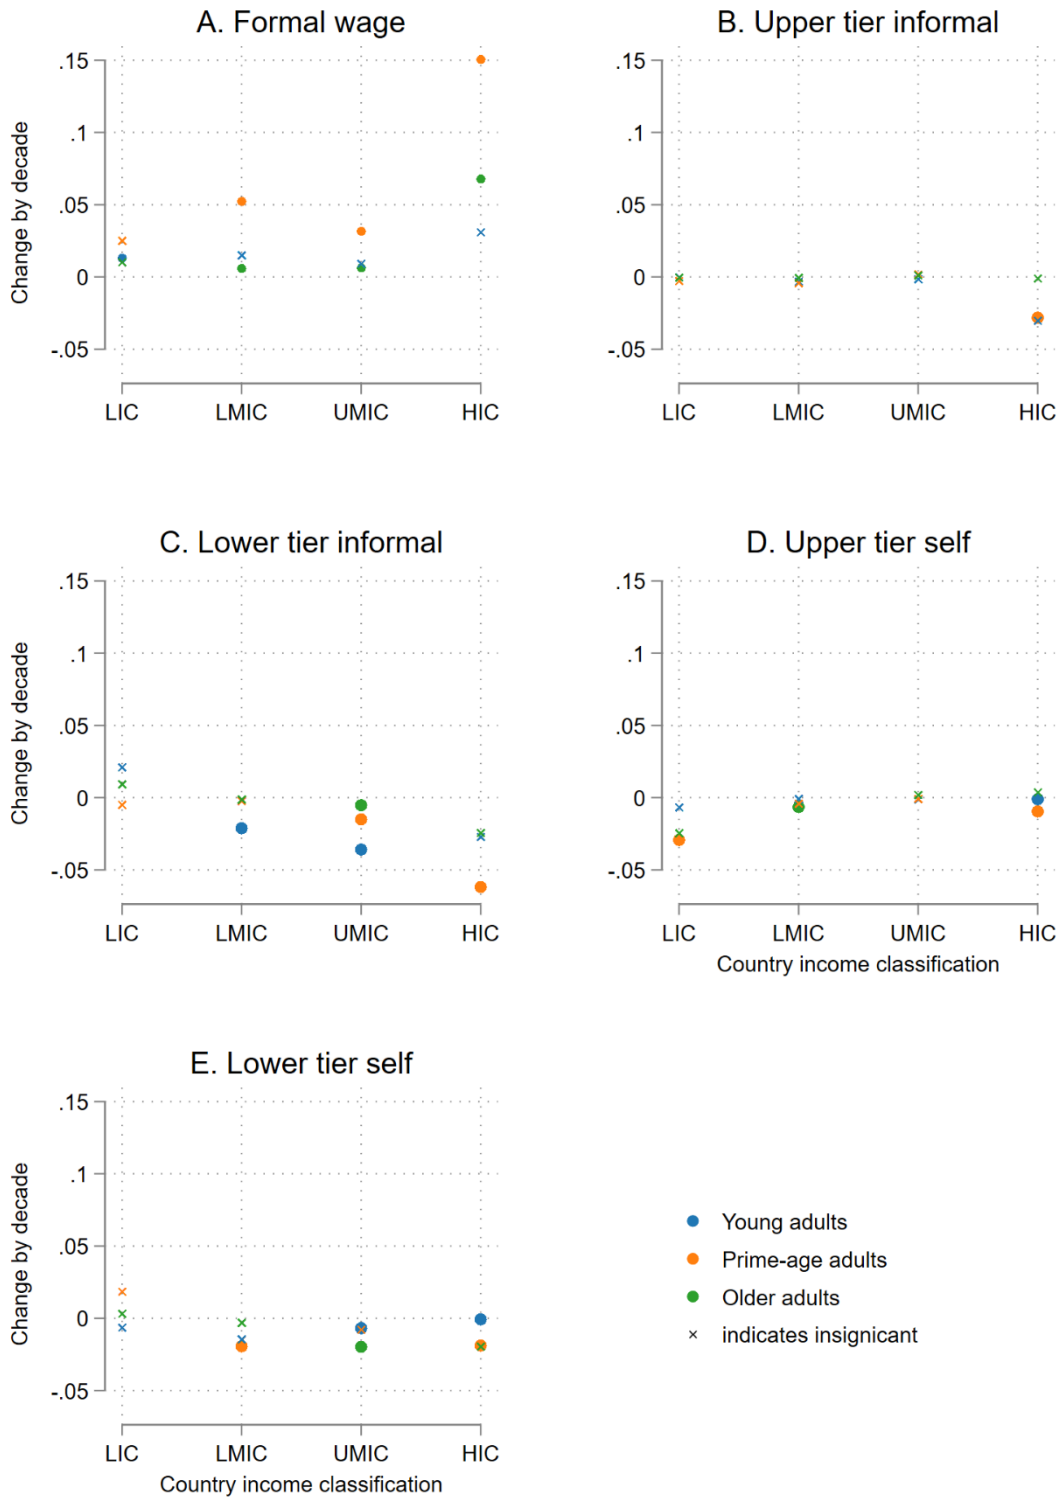 A. Formal wage
Change by decade
.15
.1
.05
0
-.05
LIC LMIC UMIC HIC
B. Upper tier informal
.15
.1
.05
0
-.05
LIC LMIC UMIC HIC
C. Lower tier informal
Change by decade
.15
.1
.05
0
-.05
LIC LMIC UMIC HIC
D. Upper tier self
.15
.1
.05
0
-.05
LIC LMIC UMIC HIC
Country income classification
E. Lower tier self
Change by decade
.15
.1
.05
0
-.05
LIC LMIC UMIC HIC
Country income classification
Young adults
Prime-age adults
Older adults
indicates insignicant